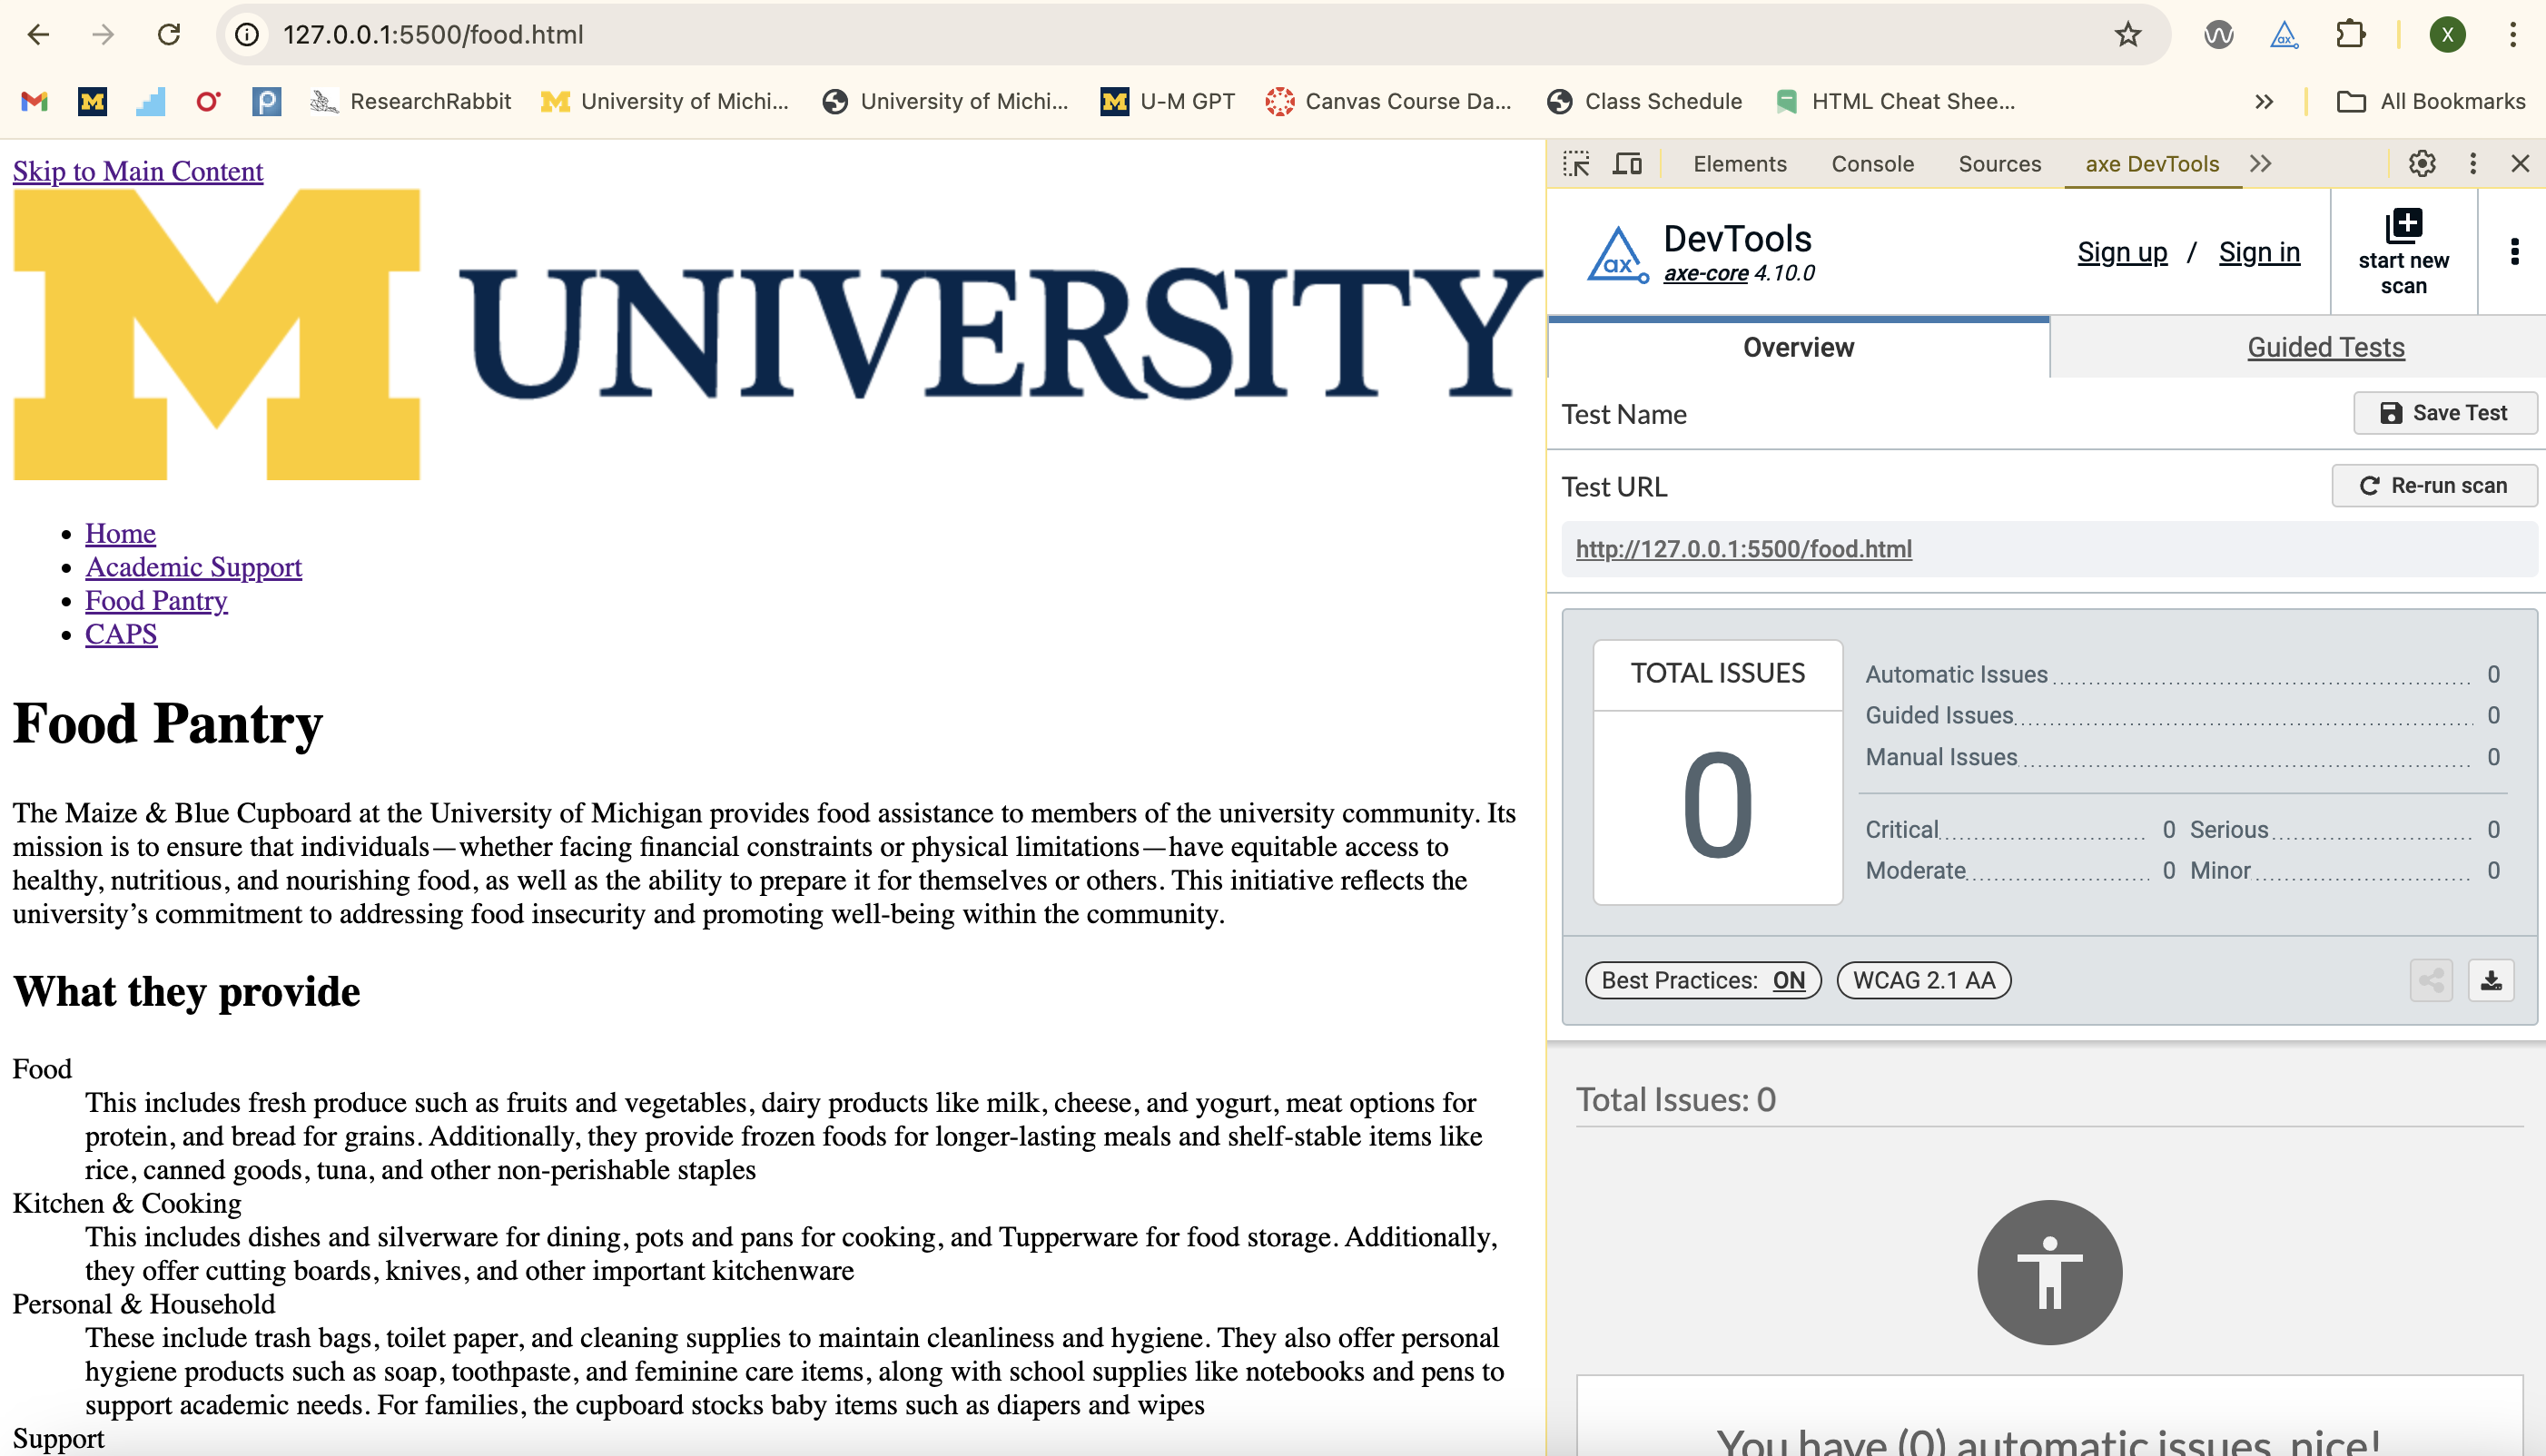 127.0.0.1:5500/food.html
X
ResearchRabbit
University of Michi...
University of Michi...
U-M GPT
Canvas Course Da...
Class Schedule
HTML Cheat Shee...
All Bookmarks
Skip to Main Content
UNIVERSITY
Home
Academic Support
Food Pantry
CAPS
Food Pantry
The Maize & Blue Cupboard at the University of Michigan provides food assistance to members of the university community. Its
mission is to ensure that individuals—whether facing financial constraints or physical limitations—have equitable access to
healthy, nutritious, and nourishing food, as well as the ability to prepare it for themselves or others. This initiative reflects the
university’s commitment to addressing food insecurity and promoting well-being within the community.
What they provide
Food
This includes fresh produce such as fruits and vegetables, dairy products like milk, cheese, and yogurt, meat options for
protein, and bread for grains. Additionally, they provide frozen foods for longer-lasting meals and shelf-stable items like
rice, canned goods, tuna, and other non-perishable staples
Kitchen & Cooking
This includes dishes and silverware for dining, pots and pans for cooking, and Tupperware for food storage. Additionally,
they offer cutting boards, knives, and other important kitchenware
Personal & Household
These include trash bags, toilet paper, and cleaning supplies to maintain cleanliness and hygiene. They also offer personal
hygiene products such as soap, toothpaste, and feminine care items, along with school supplies like notebooks and pens to
support academic needs. For families, the cupboard stocks baby items such as diapers and wipes
Support
Elements
Console
Sources
axe DevTools
ax
DevTools
axe-core 4.10.0
Sign up / Sign in
start new
scan
Overview
Guided Tests
Test Name
Save Test
Test URL
Re-run scan
http://127.0.0.1:5500/food.html
TOTAL ISSUES
0
Automatic Issues 0
Guided Issues 0
Manual Issues 0
Critical 0 Serious 0
Moderate 0 Minor 0
Best Practices: ON
WCAG 2.1 AA
Total Issues: 0
You have (0) automatic issues, nice!